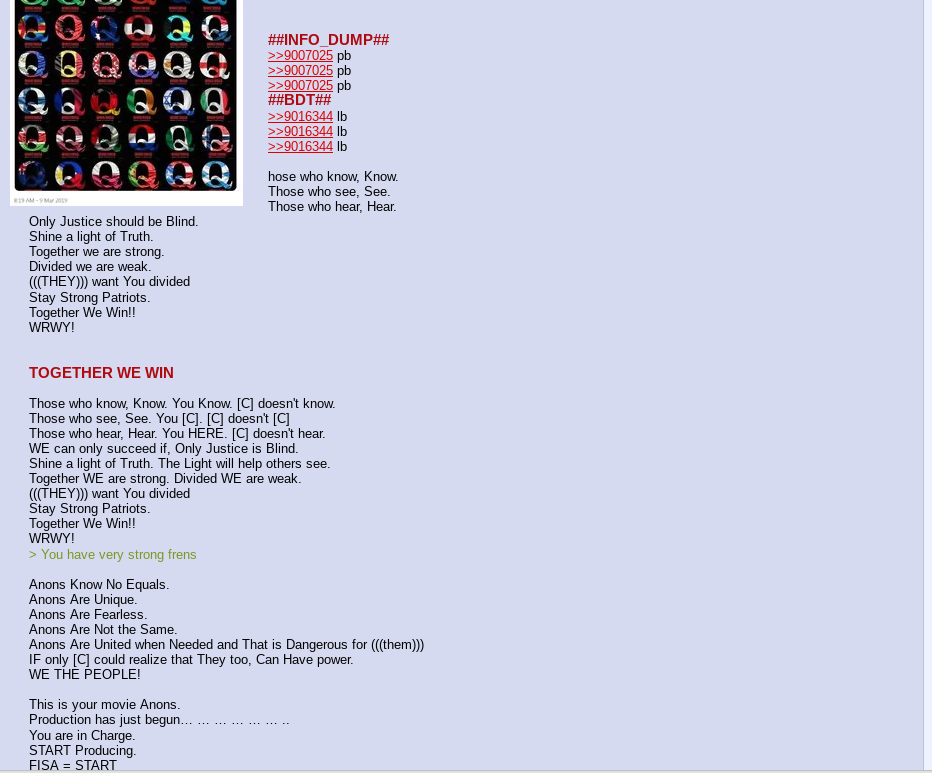 ##INFO_DUMP##
>>9007025 pb
>>9007025 pb
>>9007025 pb
##BDT##
>>9016344 lb
>>9016344 lb
>>9016344 lb
hose who know, Know.
Those who see, See.
Those who hear, Hear.
8:19 AM - 9 Mar 2019
Only Justice should be Blind.
Shine a light of Truth.
Together we are strong.
Divided we are weak.
(((THEY))) want You divided
Stay Strong Patriots.
Together We Win!!
WRWY!
TOGETHER WE WIN
Those who know, Know. You Know. [C] doesn't know.
Those who see, See. You [C]. [C] doesn't [C]
Those who hear, Hear. You HERE. [C] doesn't hear.
WE can only succeed if, Only Justice is Blind.
Shine a light of Truth. The Light will help others see.
Together WE are strong. Divided WE are weak.
(((THEY))) want You divided
Stay Strong Patriots.
Together We Win!!
WRWY!
> You have very strong frens
Anons Know No Equals.
Anons Are Unique.
Anons Are Fearless.
Anons Are Not the Same.
Anons Are United when Needed and That is Dangerous for (((them)))
IF only [C] could realize that They too, Can Have power.
WE THE PEOPLE!
This is your movie Anons.
Production has just begun… … … … … … ..
You are in Charge.
START Producing.
FISA = START